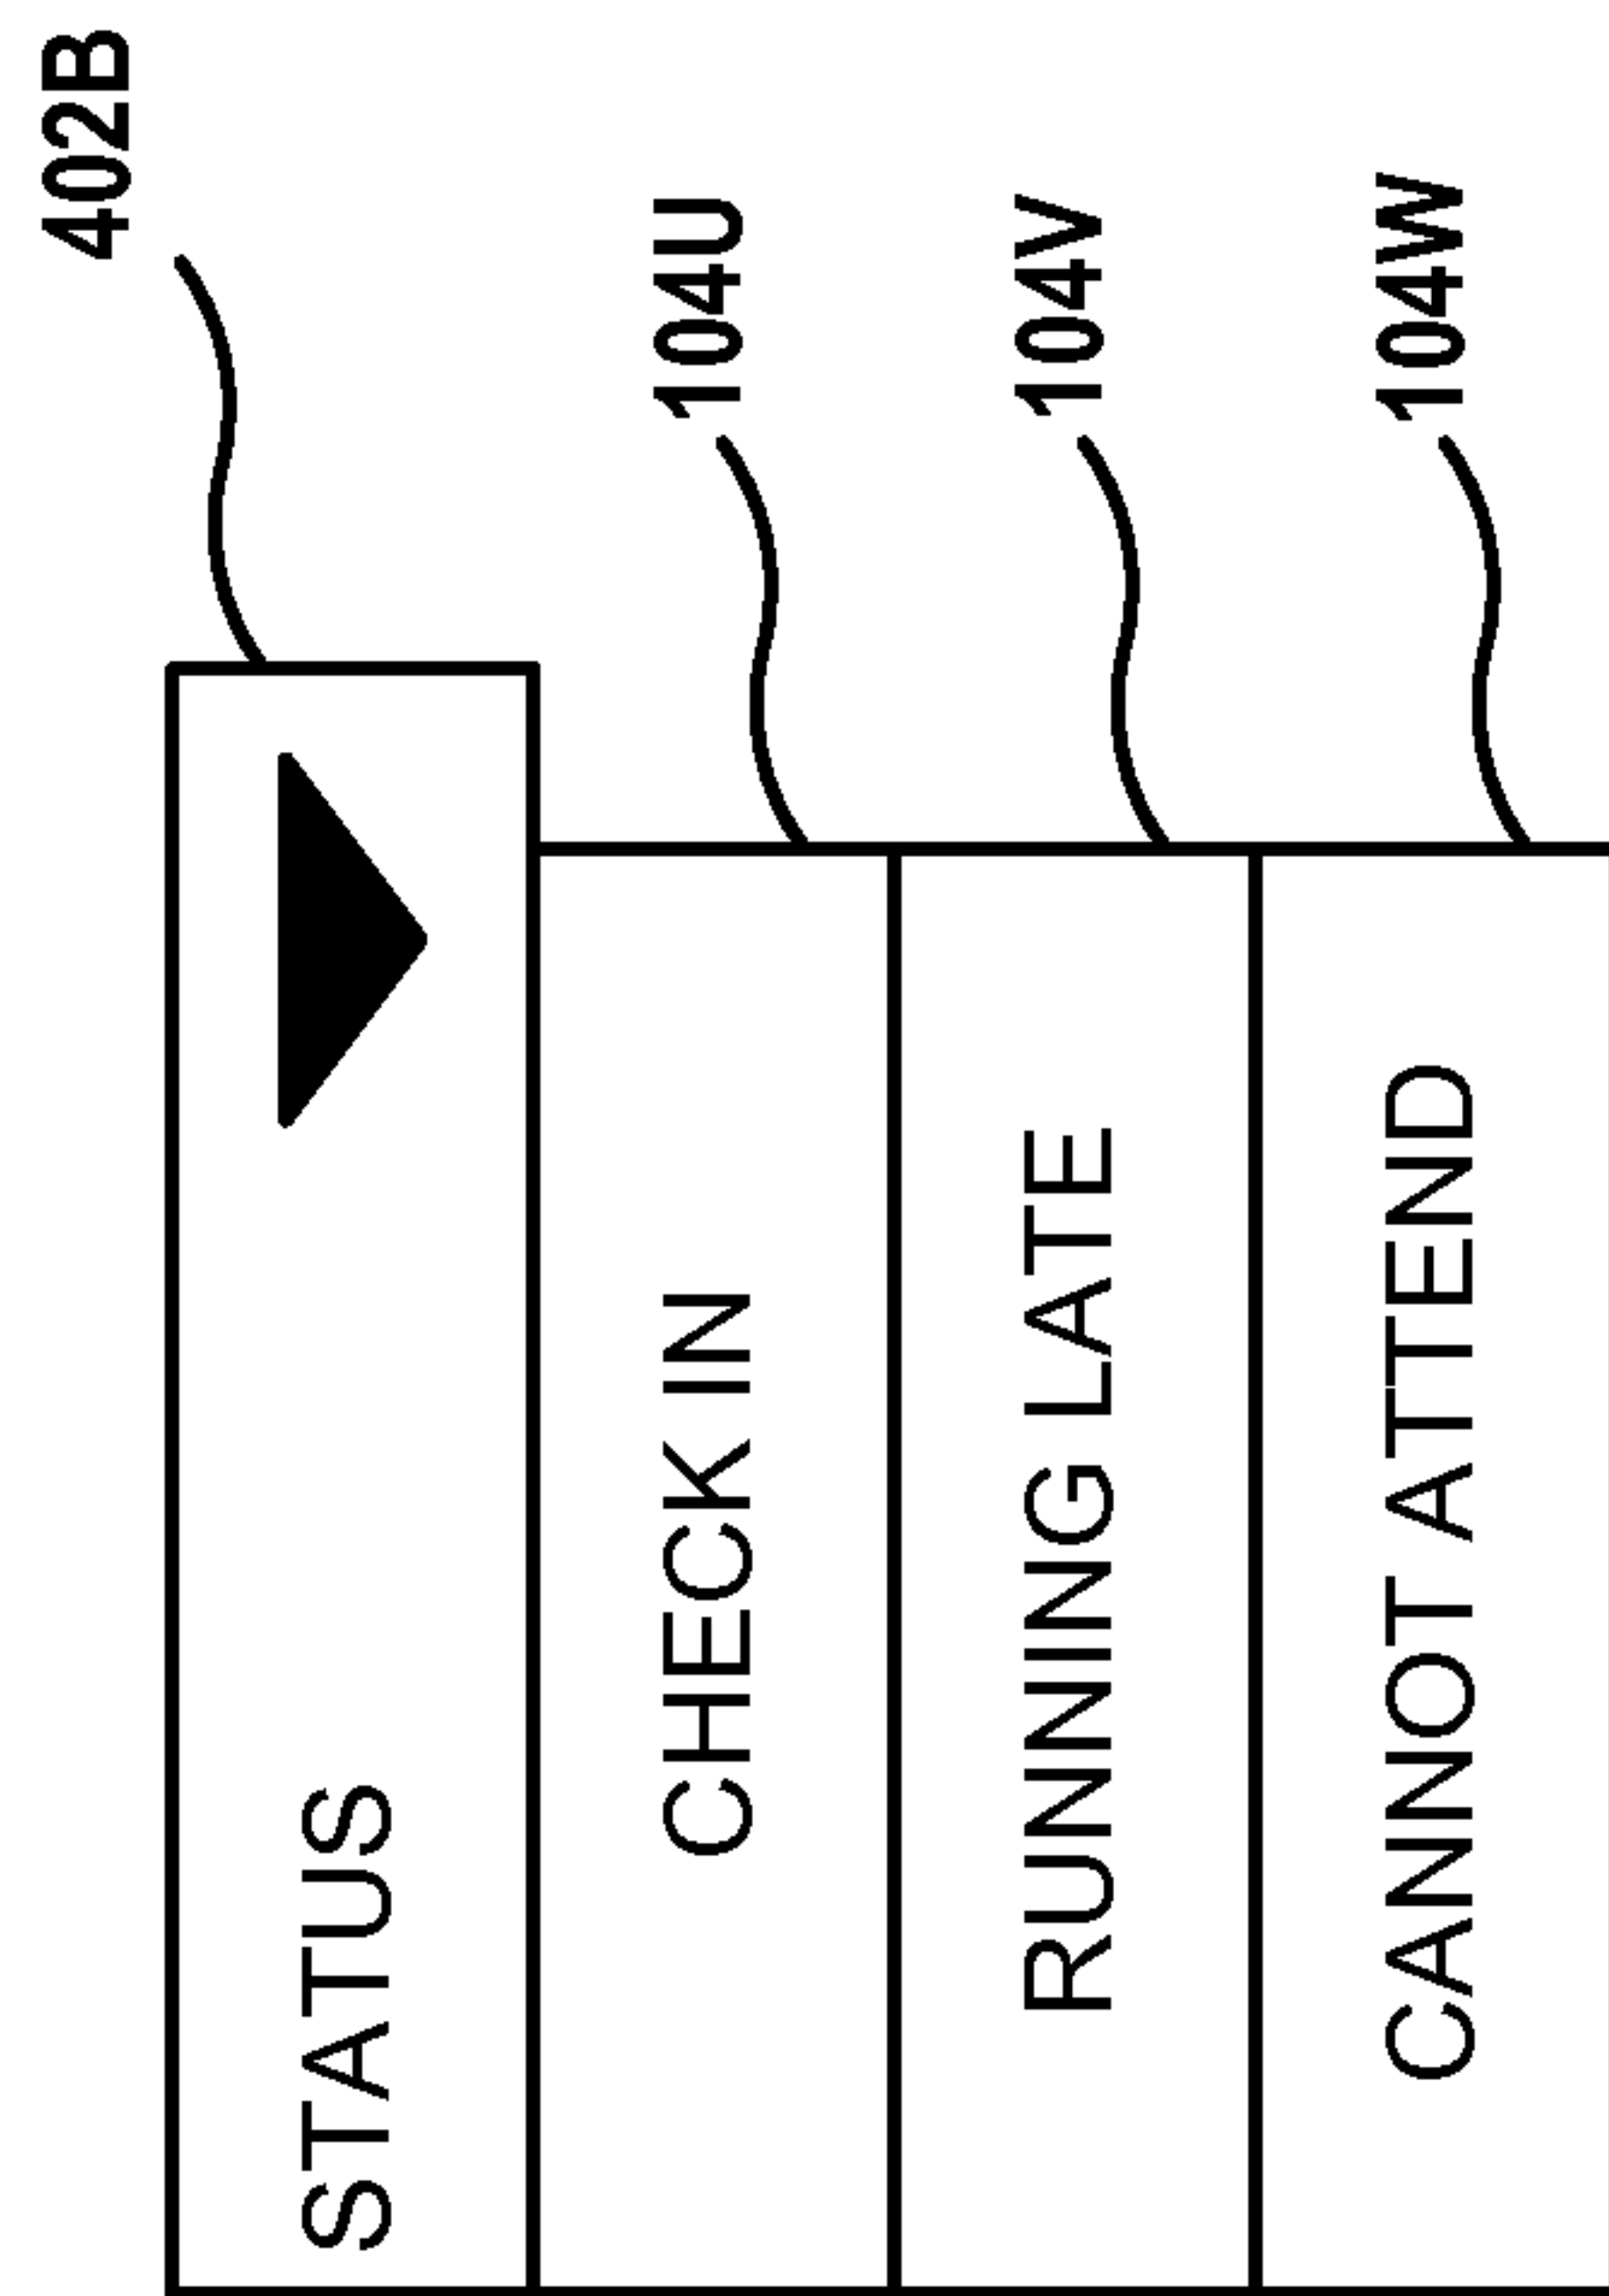 402B
STATUS
CHECK IN 104U
RUNNING LATE 104V
CANNOT ATTEND 104W